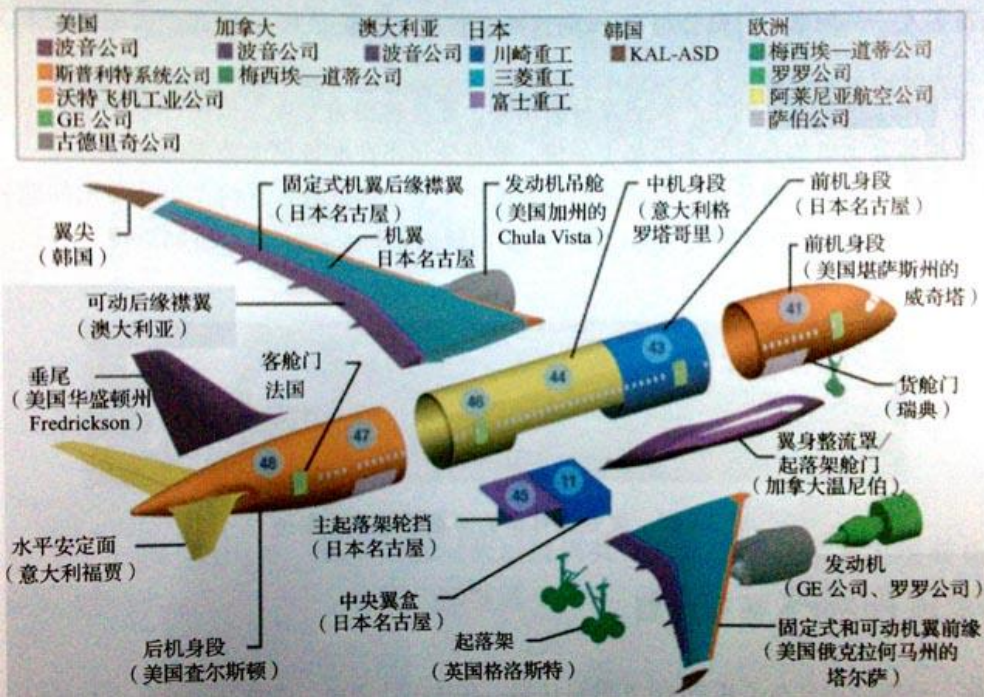 美国
波音公司
斯普利特系统公司
沃特飞机工业公司
GE 公司
古德里奇公司
加拿大
波音公司
梅西埃—道蒂公司
澳大利亚
波音公司
日本
川崎重工
三菱重工
富士重工
韩国
KAL-ASD
欧洲
梅西埃—道蒂公司
罗罗公司
阿莱尼亚航空公司
萨伯公司
翼尖
（韩国）
固定式机翼后缘襟翼
（日本名古屋）
机翼
日本名古屋
发动机吊舱
（美国加州的
Chula Vista）
中机身段
（意大利格
罗塔哥里）
前机身段
（日本名古屋）
前机身段
（美国堪萨斯州的
威奇塔）
可动后缘襟翼
（澳大利亚）
垂尾
（美国华盛顿州
Fredrickson）
客舱门
法国
41
43
44
46
47
48
45
11
货舱门
（瑞典）
翼身整流罩/
起落架舱门
（加拿大温尼伯）
水平安定面
（意大利福贾）
主起落架轮挡
（日本名古屋）
中央翼盒
（日本名古屋）
后机身段
（美国查尔斯顿）
起落架
（英国格洛斯特）
发动机
（GE 公司、罗罗公司）
固定式和可动机翼前缘
（美国俄克拉何马州的
塔尔萨）